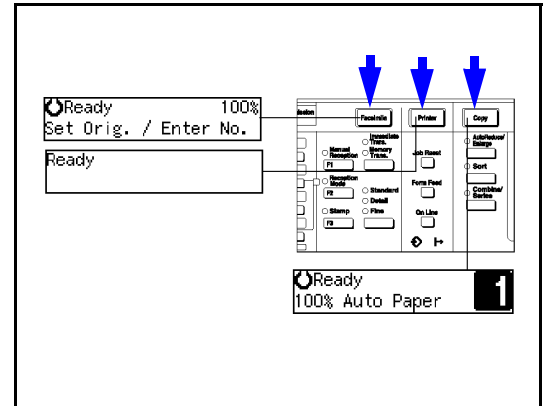 Ready 100%
Set Orig. / Enter No.
Ready
Facsimile Printer Copy
Immediate Trans.
Memory Trans.
Manual Reception
F1
Reception Mode
F2
Stamp
F3
Standard
Detail
Fine
Job Reset
Form Feed
On Line
AutoReduce/
Enlarge
Sort
Combine/
Series
Ready
100% Auto Paper 1